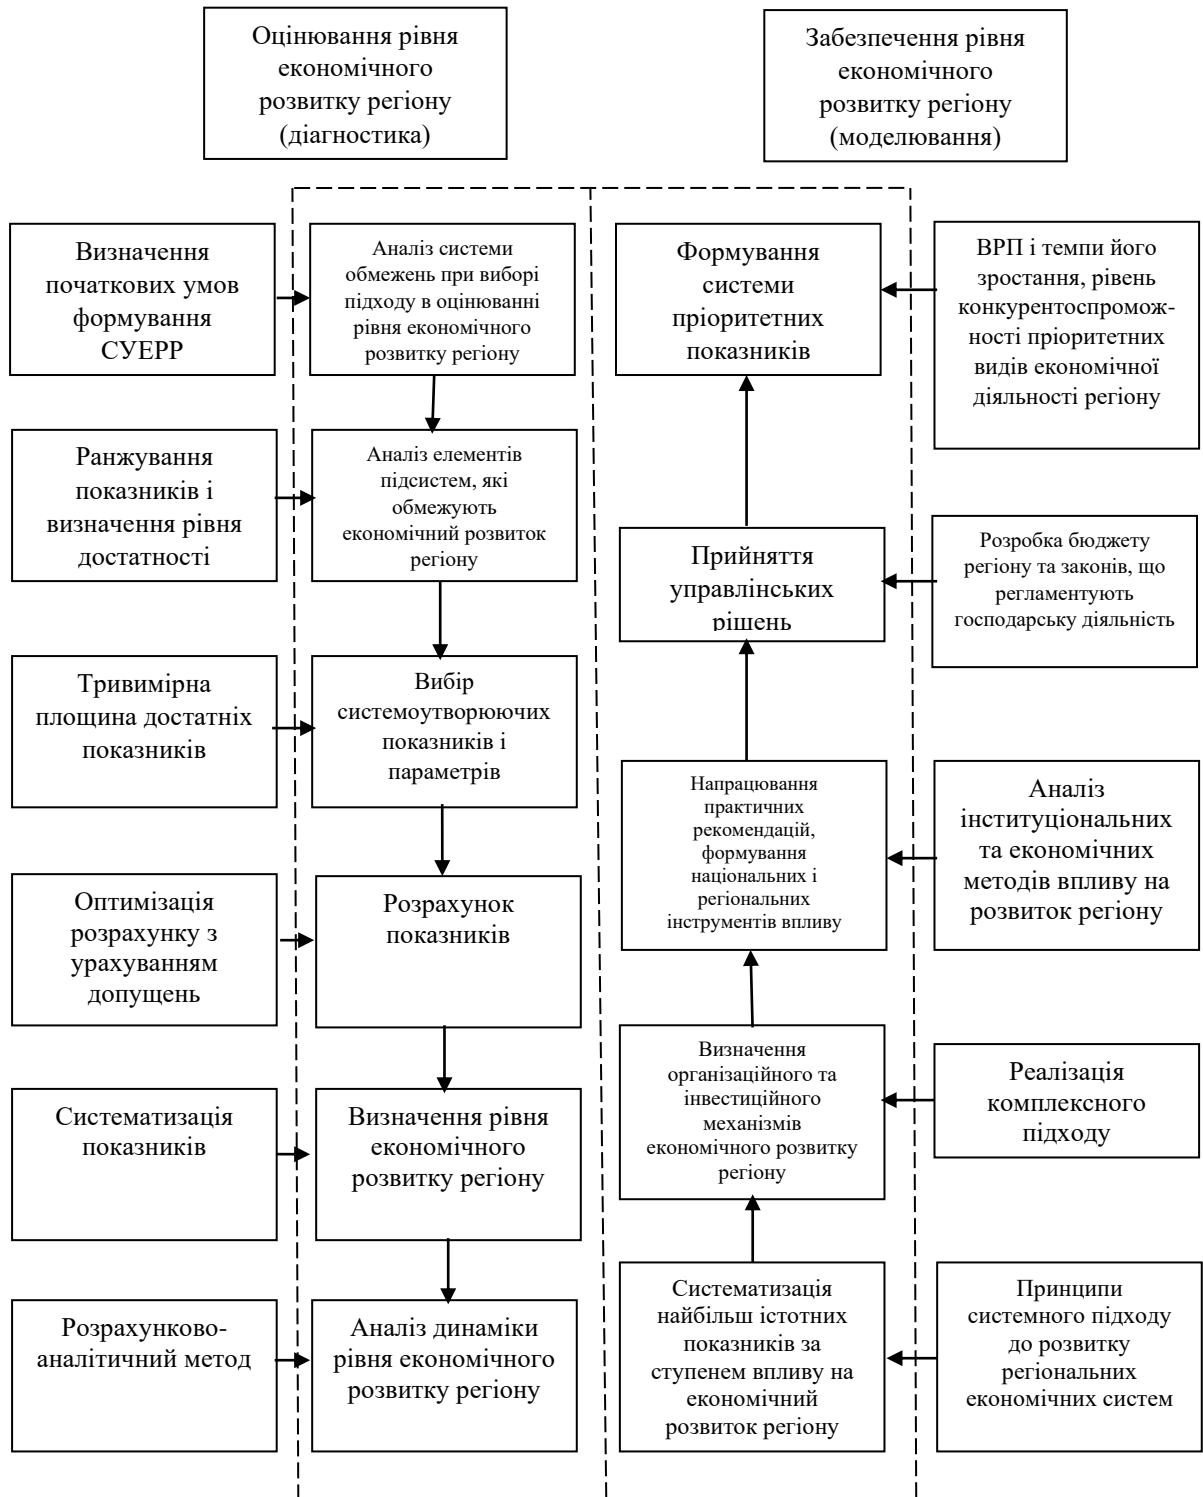 Оцінювання рівня
економічного
розвитку регіону
(діагностика)
Забезпечення рівня
економічного
розвитку регіону
(моделювання)
Визначення
початкових умов
формування
СУЕРР
Аналіз системи
обмежень при виборі
підходу в оцінюванні
рівня економічного
розвитку регіону
Формування
системи
пріоритетних
показників
ВРП і темпи його
зростання, рівень
конкурентоспромож-
ності пріоритетних
видів економічної
діяльності регіону
Ранжування
показників і
визначення рівня
достатності
Аналіз елементів
підсистем, які
обмежують
економічний розвиток
регіону
Прийняття
управлінських
рішень
Розробка бюджету
регіону та законів, що
регламентують
господарську діяльність
Тривимірна
площина достатніх
показників
Вибір
системоутворюючих
показників і
параметрів
Напрацювання
практичних
рекомендацій,
формування
національних і
регіональних
інструментів впливу
Аналіз
інституціональних
та економічних
методів впливу на
розвиток регіону
Оптимізація
розрахунку з
урахуванням
допущень
Розрахунок
показників
Визначення
організаційного та
інвестиційного
механізмів
економічного розвитку
регіону
Реалізація
комплексного
підходу
Систематизація
показників
Визначення рівня
економічного
розвитку регіону
Систематизація
найбільш істотних
показників за
ступенем впливу на
економічний
розвиток регіону
Принципи
системного підходу
до розвитку
регіональних
економічних систем
Розрахунково-
аналітичний метод
Аналіз динаміки
рівня економічного
розвитку регіону